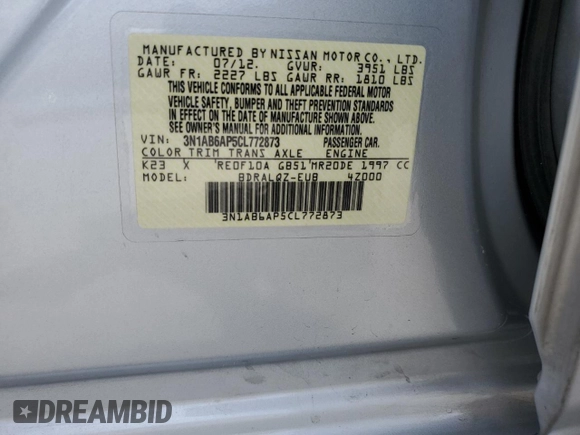 MANUFACTURED BY NISSAN MOTOR CO., LTD.
DATE: 07/12. GVWR: 3951 LBS
GAWR FR: 2227 LBS GAWR RR: 1810 LBS
THIS VEHICLE CONFORMS TO ALL APPLICABLE FEDERAL MOTOR
VEHICLE SAFETY, BUMPER AND THEFT PREVENTION STANDARDS
IN EFFECT ON THE DATE OF MANUFACTURE SHOWN ABOVE.
SEE OWNER'S MANUAL FOR ADDITIONAL INFORMATION
VIN: 3N1AB6AP5CL772873 PASSENGER CAR.
COLOR TRIM TRANS AXLE ENGINE
K23 X 'RE0F10A GB51'MR20DE 1997 CC
MODEL: BDRALQZ-EUB 4Z000
3N1AB6AP5CL772873
DREAMBID